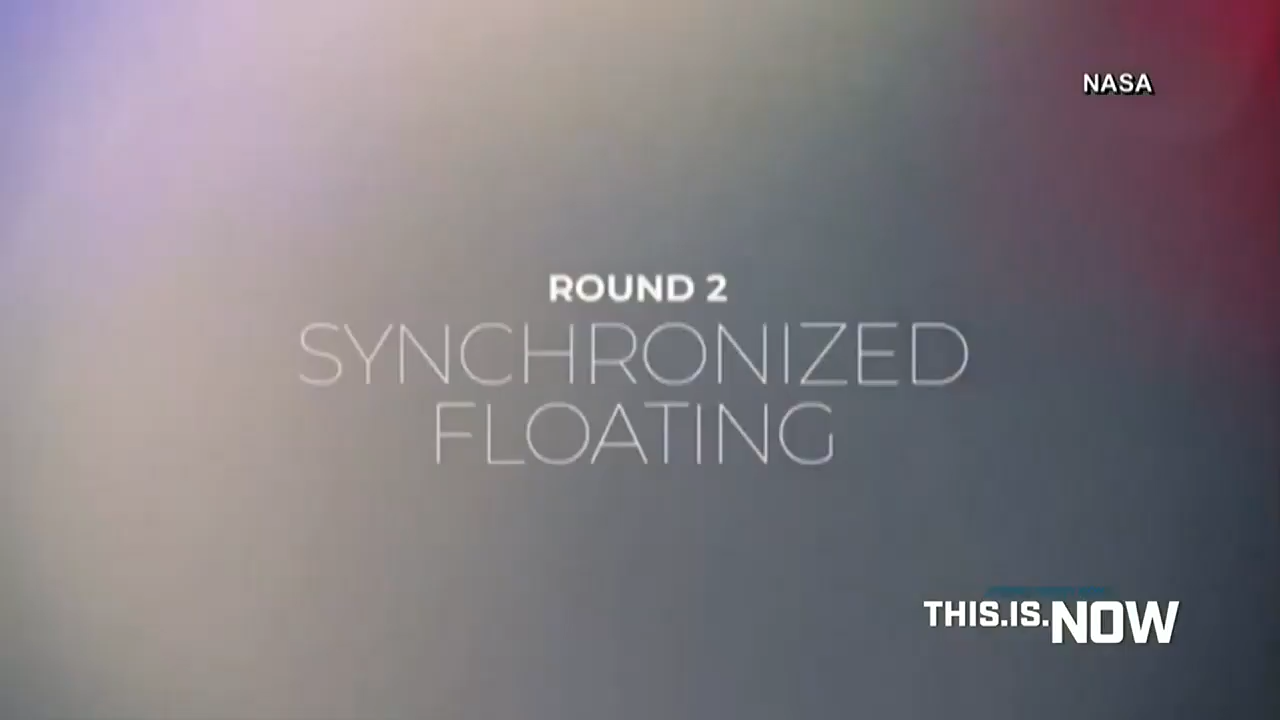 NASA
ROUND 2
SYNCHRONIZED
FLOATING
THIS.IS.NOW